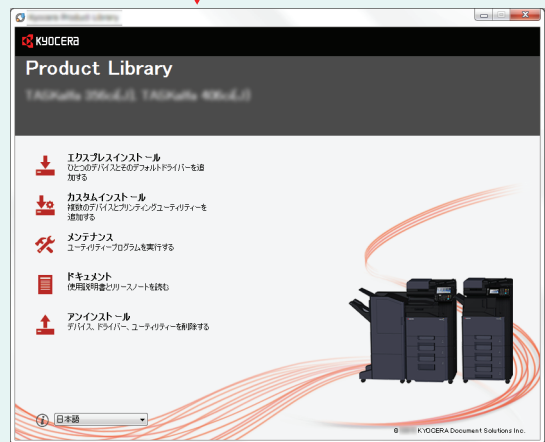 KYOCERA
Product Library
エクスプレスインストール
ひとつのデバイスとそのデフォルトドライバーを追
加する
カスタムインストール
複数のデバイスとプリンティングユーティリティーを
追加する
メンテナンス
ユーティリティープログラムを実行する
ドキュメント
使用説明書とリリースノートを読む
アンインストール
デバイス、ドライバー、ユーティリティーを削除する
日本語
© KYOCERA Document Solutions Inc.